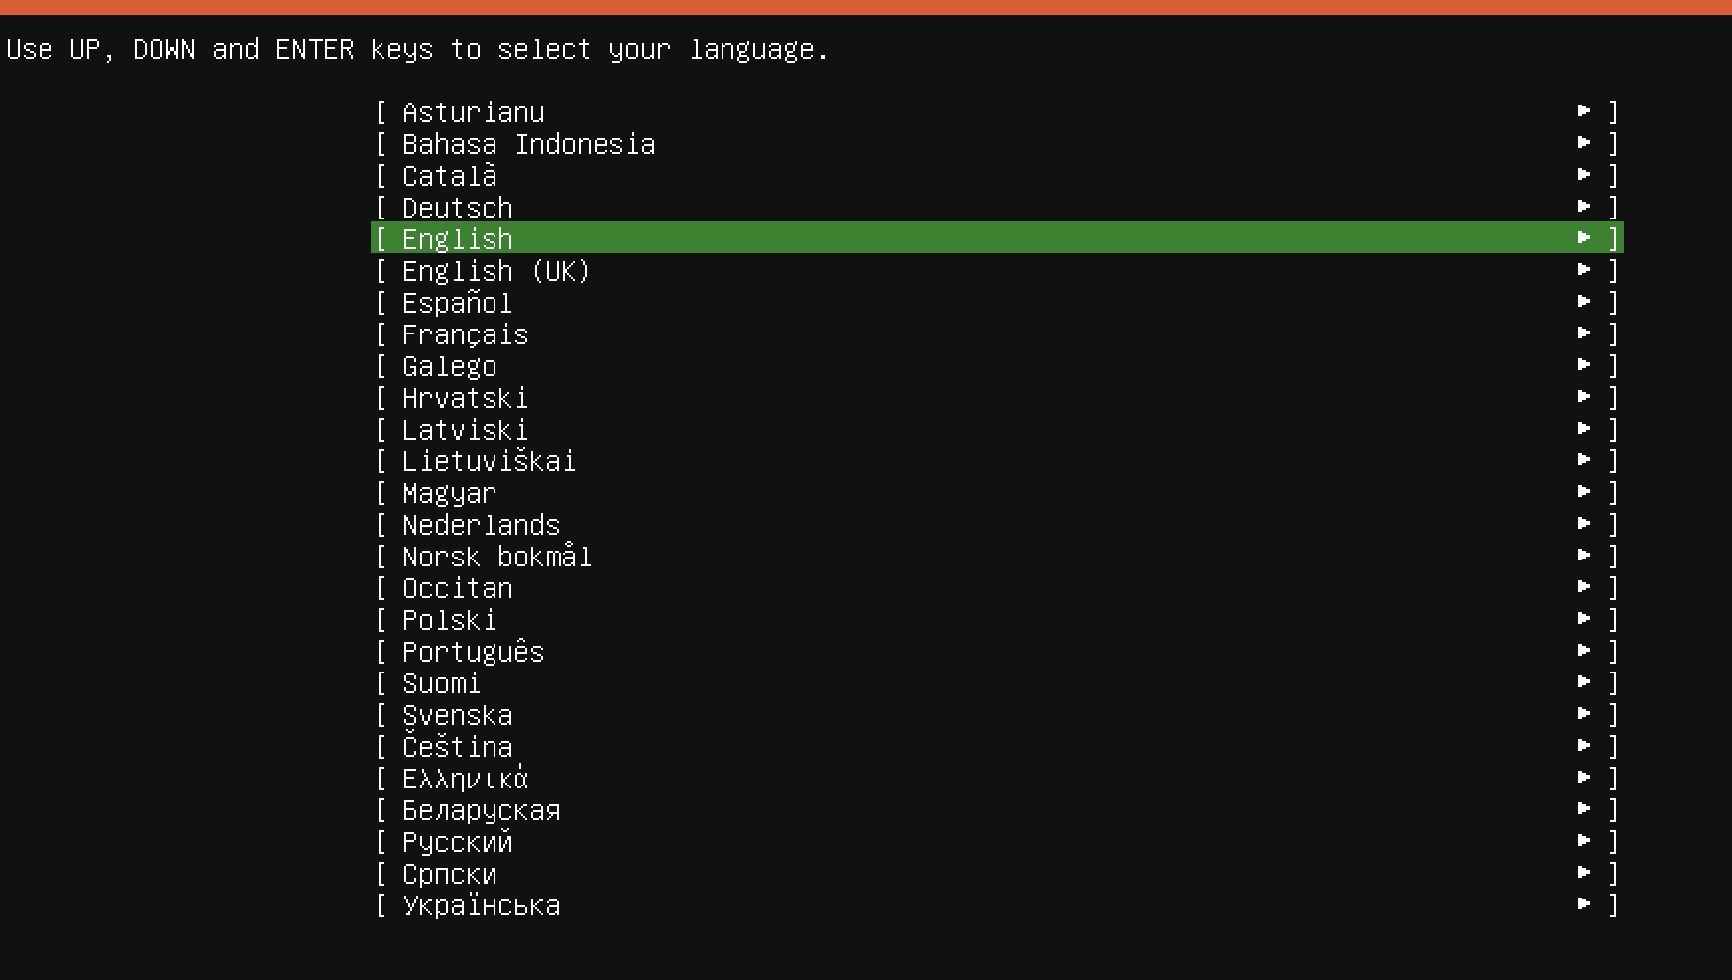 Use UP, DOWN and ENTER keys to select your language.
[ Asturianu ► ]
[ Bahasa Indonesia ► ]
[ Català ► ]
[ Deutsch ► ]
[ English ► ]
[ English (UK) ► ]
[ Español ► ]
[ Français ► ]
[ Galego ► ]
[ Hrvatski ► ]
[ Latviski ► ]
[ Lietuviškai ► ]
[ Magyar ► ]
[ Nederlands ► ]
[ Norsk bokmål ► ]
[ Occitan ► ]
[ Polski ► ]
[ Português ► ]
[ Suomi ► ]
[ Svenska ► ]
[ Čeština ► ]
[ Ελληνικά ► ]
[ Беларуская ► ]
[ Русский ► ]
[ Српски ► ]
[ Українська ► ]